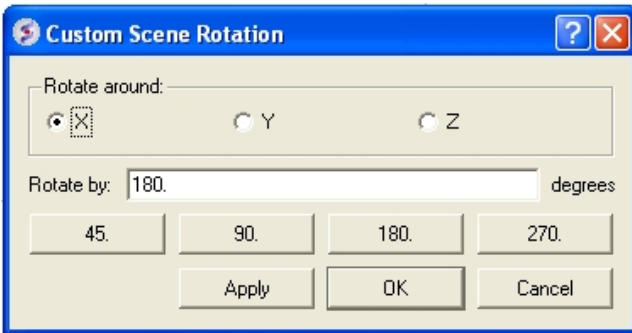 Custom Scene Rotation
Rotate around:
X Y Z
Rotate by: 180. degrees
45. 90. 180. 270.
Apply OK Cancel